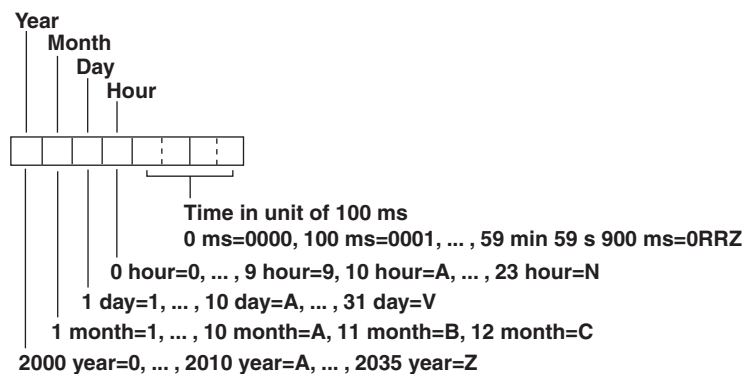 Year
Month
Day
Hour
Time in unit of 100 ms
0 ms=0000, 100 ms=0001, ... , 59 min 59 s 900 ms=0RRZ
0 hour=0, ... , 9 hour=9, 10 hour=A, ... , 23 hour=N
1 day=1, ... , 10 day=A, ... , 31 day=V
1 month=1, ... , 10 month=A, 11 month=B, 12 month=C
2000 year=0, ... , 2010 year=A, ... , 2035 year=Z